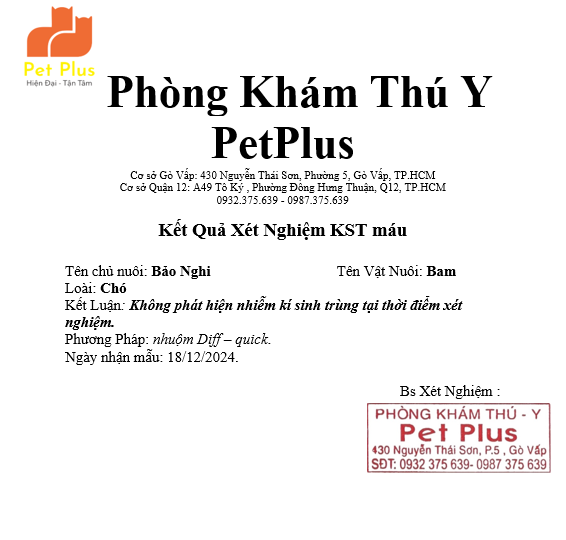 Pet Plus
Hiện Đại - Tận Tâm
Phòng Khám Thú Y
PetPlus
Cơ sở Gò Vấp: 430 Nguyễn Thái Sơn, Phường 5, Gò Vấp, TP.HCM
Cơ sở Quận 12: A49 Tô Ký , Phường Đông Hưng Thuận, Q12, TP.HCM
0932.375.639 - 0987.375.639
Kết Quả Xét Nghiệm KST máu
Tên chủ nuôi: Bảo Nghi Tên Vật Nuôi: Bam
Loài: Chó
Kết Luận: Không phát hiện nhiễm kí sinh trùng tại thời điểm xét
nghiệm.
Phương Pháp: nhuộm Diff – quick.
Ngày nhận mẫu: 18/12/2024.
Bs Xét Nghiệm :
PHÒNG KHÁM THÚ - Y
Pet Plus
430 Nguyễn Thái Sơn, P.5 , Gò Vấp
SĐT: 0932 375 639- 0987 375 639